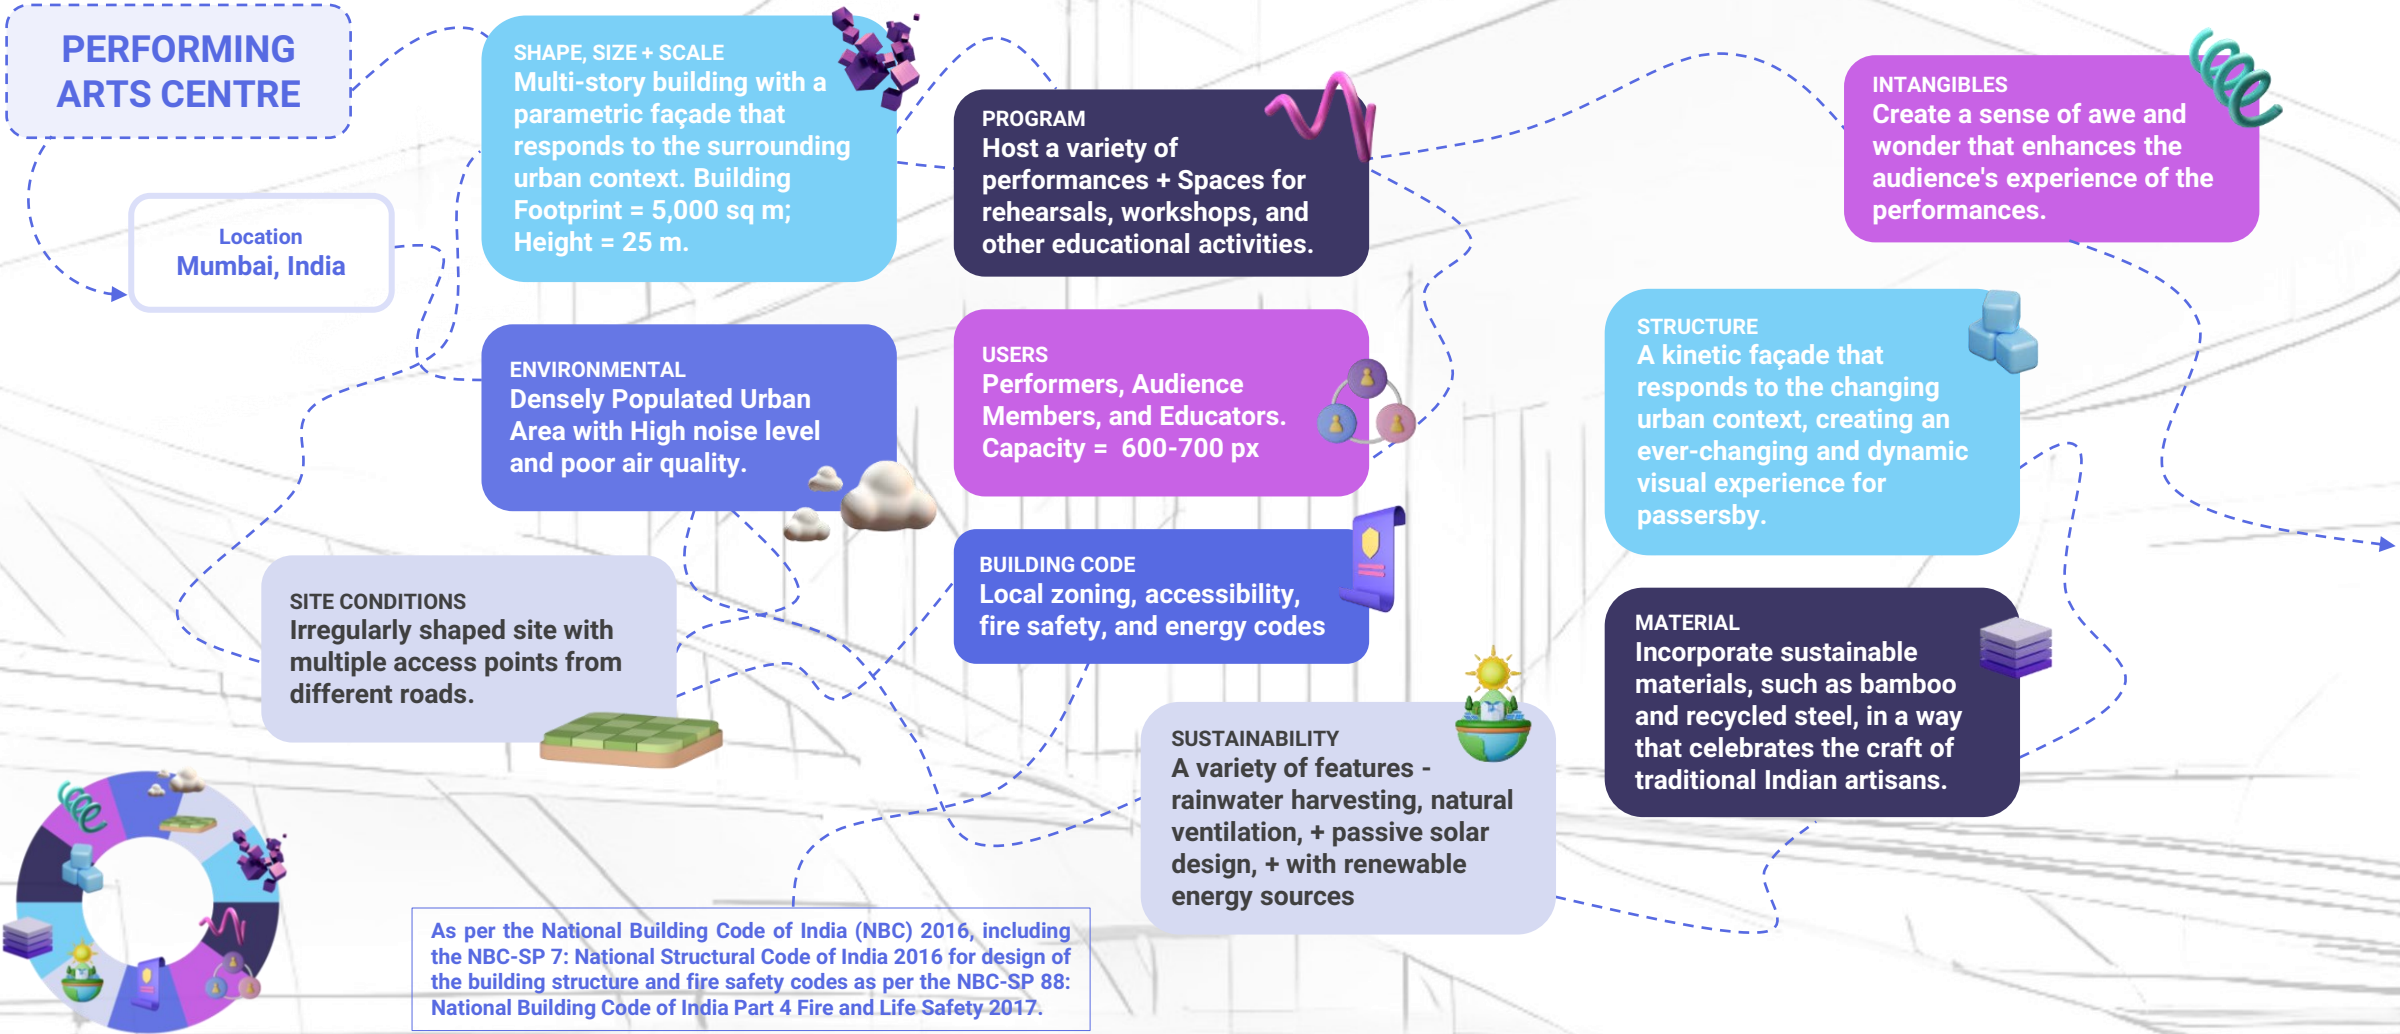 PERFORMING
ARTS CENTRE
Location
Mumbai, India
SHAPE, SIZE + SCALE
Multi-story building with a
parametric façade that
responds to the surrounding
urban context. Building
Footprint = 5,000 sq m;
Height = 25 m.
PROGRAM
Host a variety of
performances + Spaces for
rehearsals, workshops, and
other educational activities.
INTANGIBLES
Create a sense of awe and
wonder that enhances the
audience's experience of the
performances.
ENVIRONMENTAL
Densely Populated Urban
Area with High noise level
and poor air quality.
USERS
Performers, Audience
Members, and Educators.
Capacity =  600-700 px
STRUCTURE
A kinetic façade that
responds to the changing
urban context, creating an
ever-changing and dynamic
visual experience for
passersby.
SITE CONDITIONS
Irregularly shaped site with
multiple access points from
different roads.
BUILDING CODE
Local zoning, accessibility,
fire safety, and energy codes
SUSTAINABILITY
A variety of features -
rainwater harvesting, natural
ventilation, + passive solar
design, + with renewable
energy sources
MATERIAL
Incorporate sustainable
materials, such as bamboo
and recycled steel, in a way
that celebrates the craft of
traditional Indian artisans.
As per the National Building Code of India (NBC) 2016, including
the NBC-SP 7: National Structural Code of India 2016 for design of
the building structure and fire safety codes as per the NBC-SP 88:
National Building Code of India Part 4 Fire and Life Safety 2017.